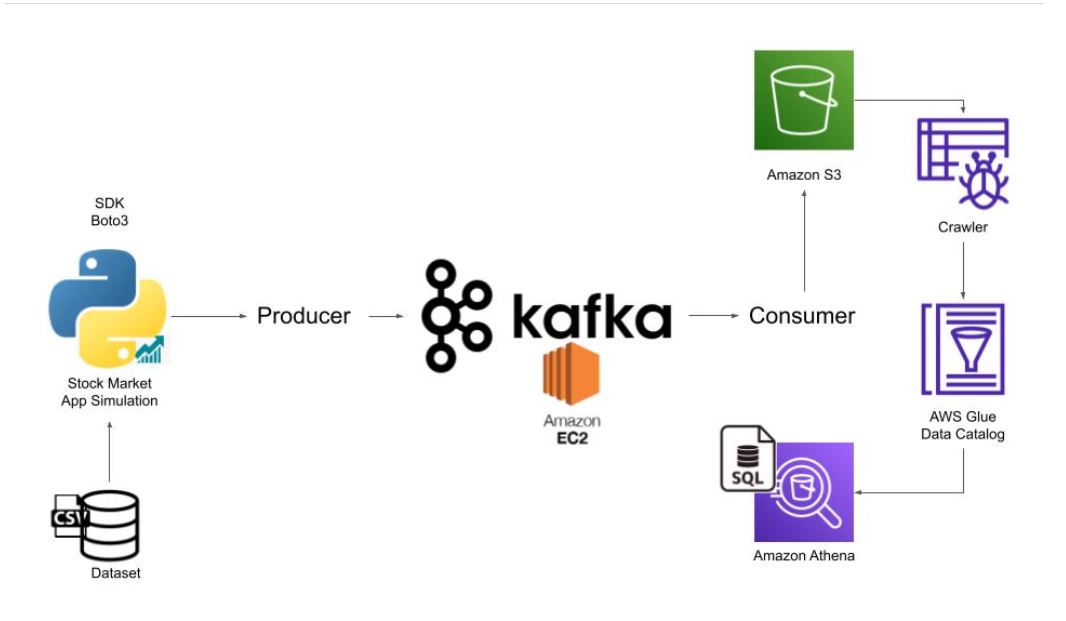 SDK
Boto3
Stock Market
App Simulation
CSV
Dataset
Producer
kafka
Amazon
EC2
Consumer
Amazon S3
Crawler
AWS Glue
Data Catalog
SQL
Amazon Athena